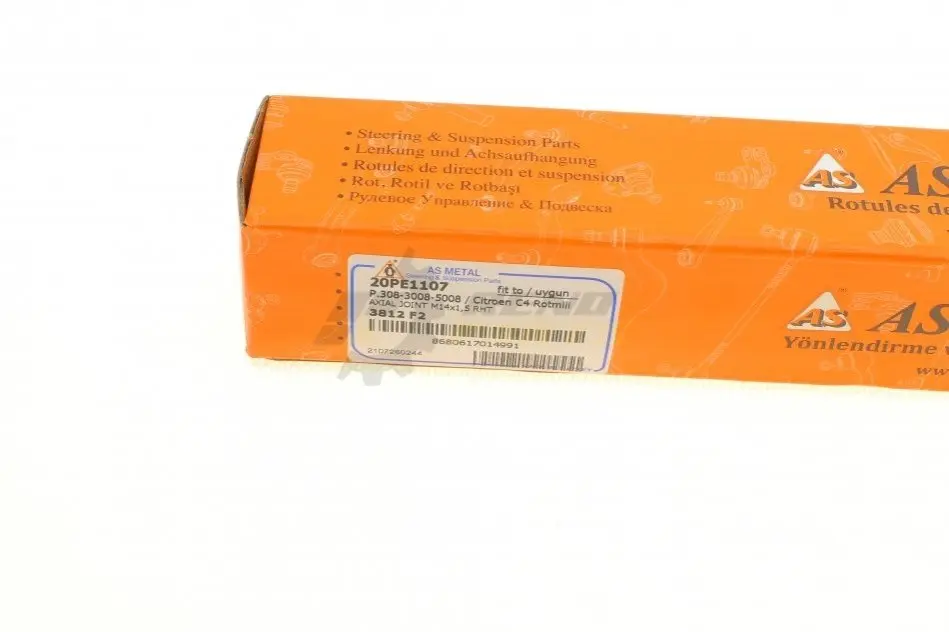 • Steering & Suspension Parts
• Lenkung und Achsaufhangung
• Rotules de direction et suspension
• Rot, Rotil ve Rotbaşı
• Рулевое Управление & Подвеска
AS ® AS
Rotules de
AS METAL
Steering & Suspension Parts
20PE1107 fit to / uygun
P.308-3008-5008 / Citroen C4 Rotmili
AXIAL JOINT M14x1,5 RHT
3812 F2
8680617014991
2107260244
AS ® AS
Yönlendirme v
www.